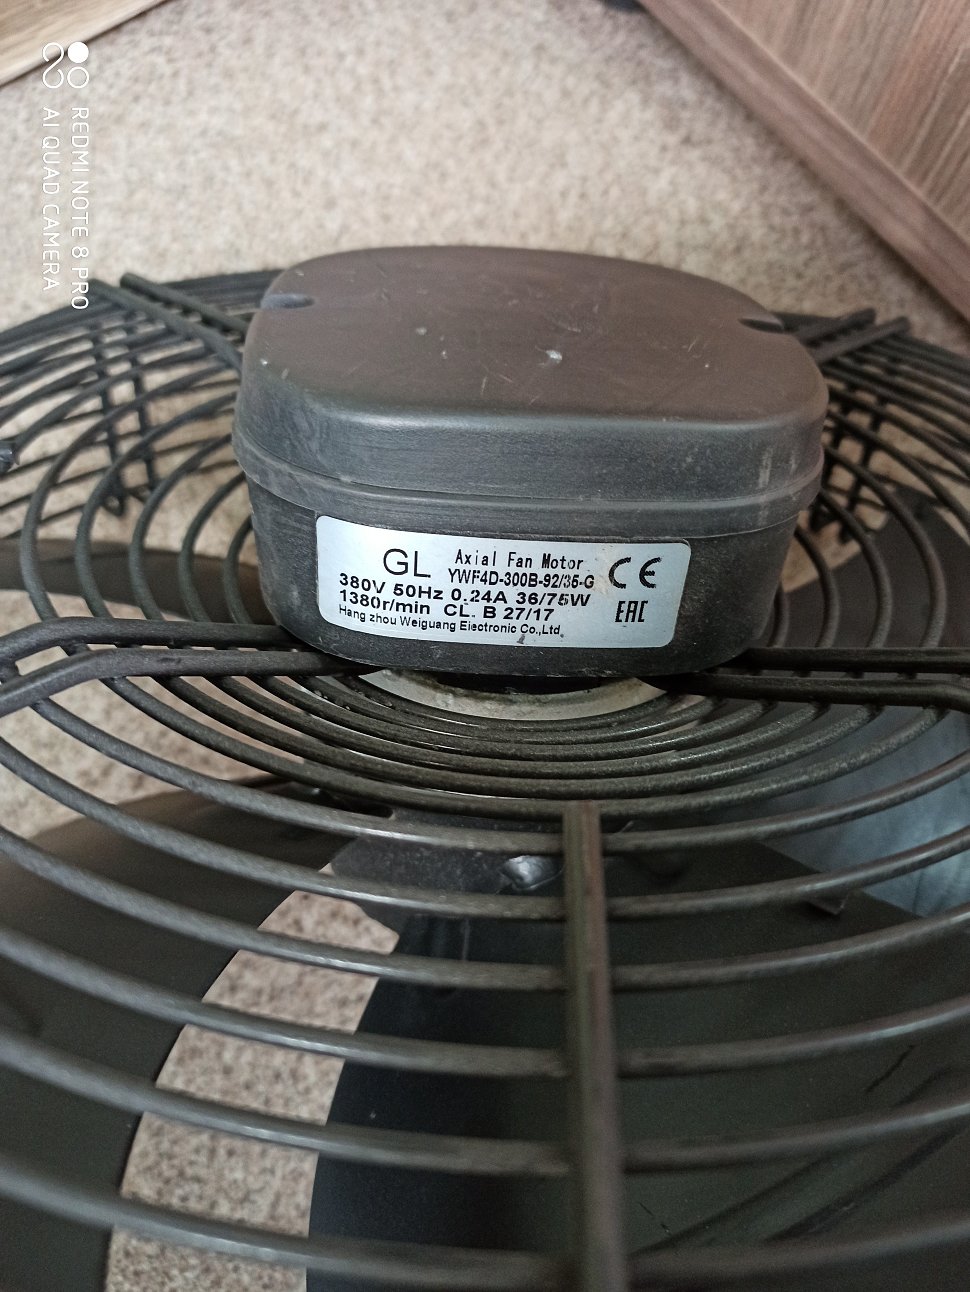 REDMI NOTE 8 PRO
AI QUAD CAMERA
GL Axial Fan Motor CE
YWF4D-300B-92/35-G
380V 50Hz 0.24A 36/75W
1380r/min CL. B 27/17 EAC
Hang zhou Weiguang Electronic Co.,Ltd.